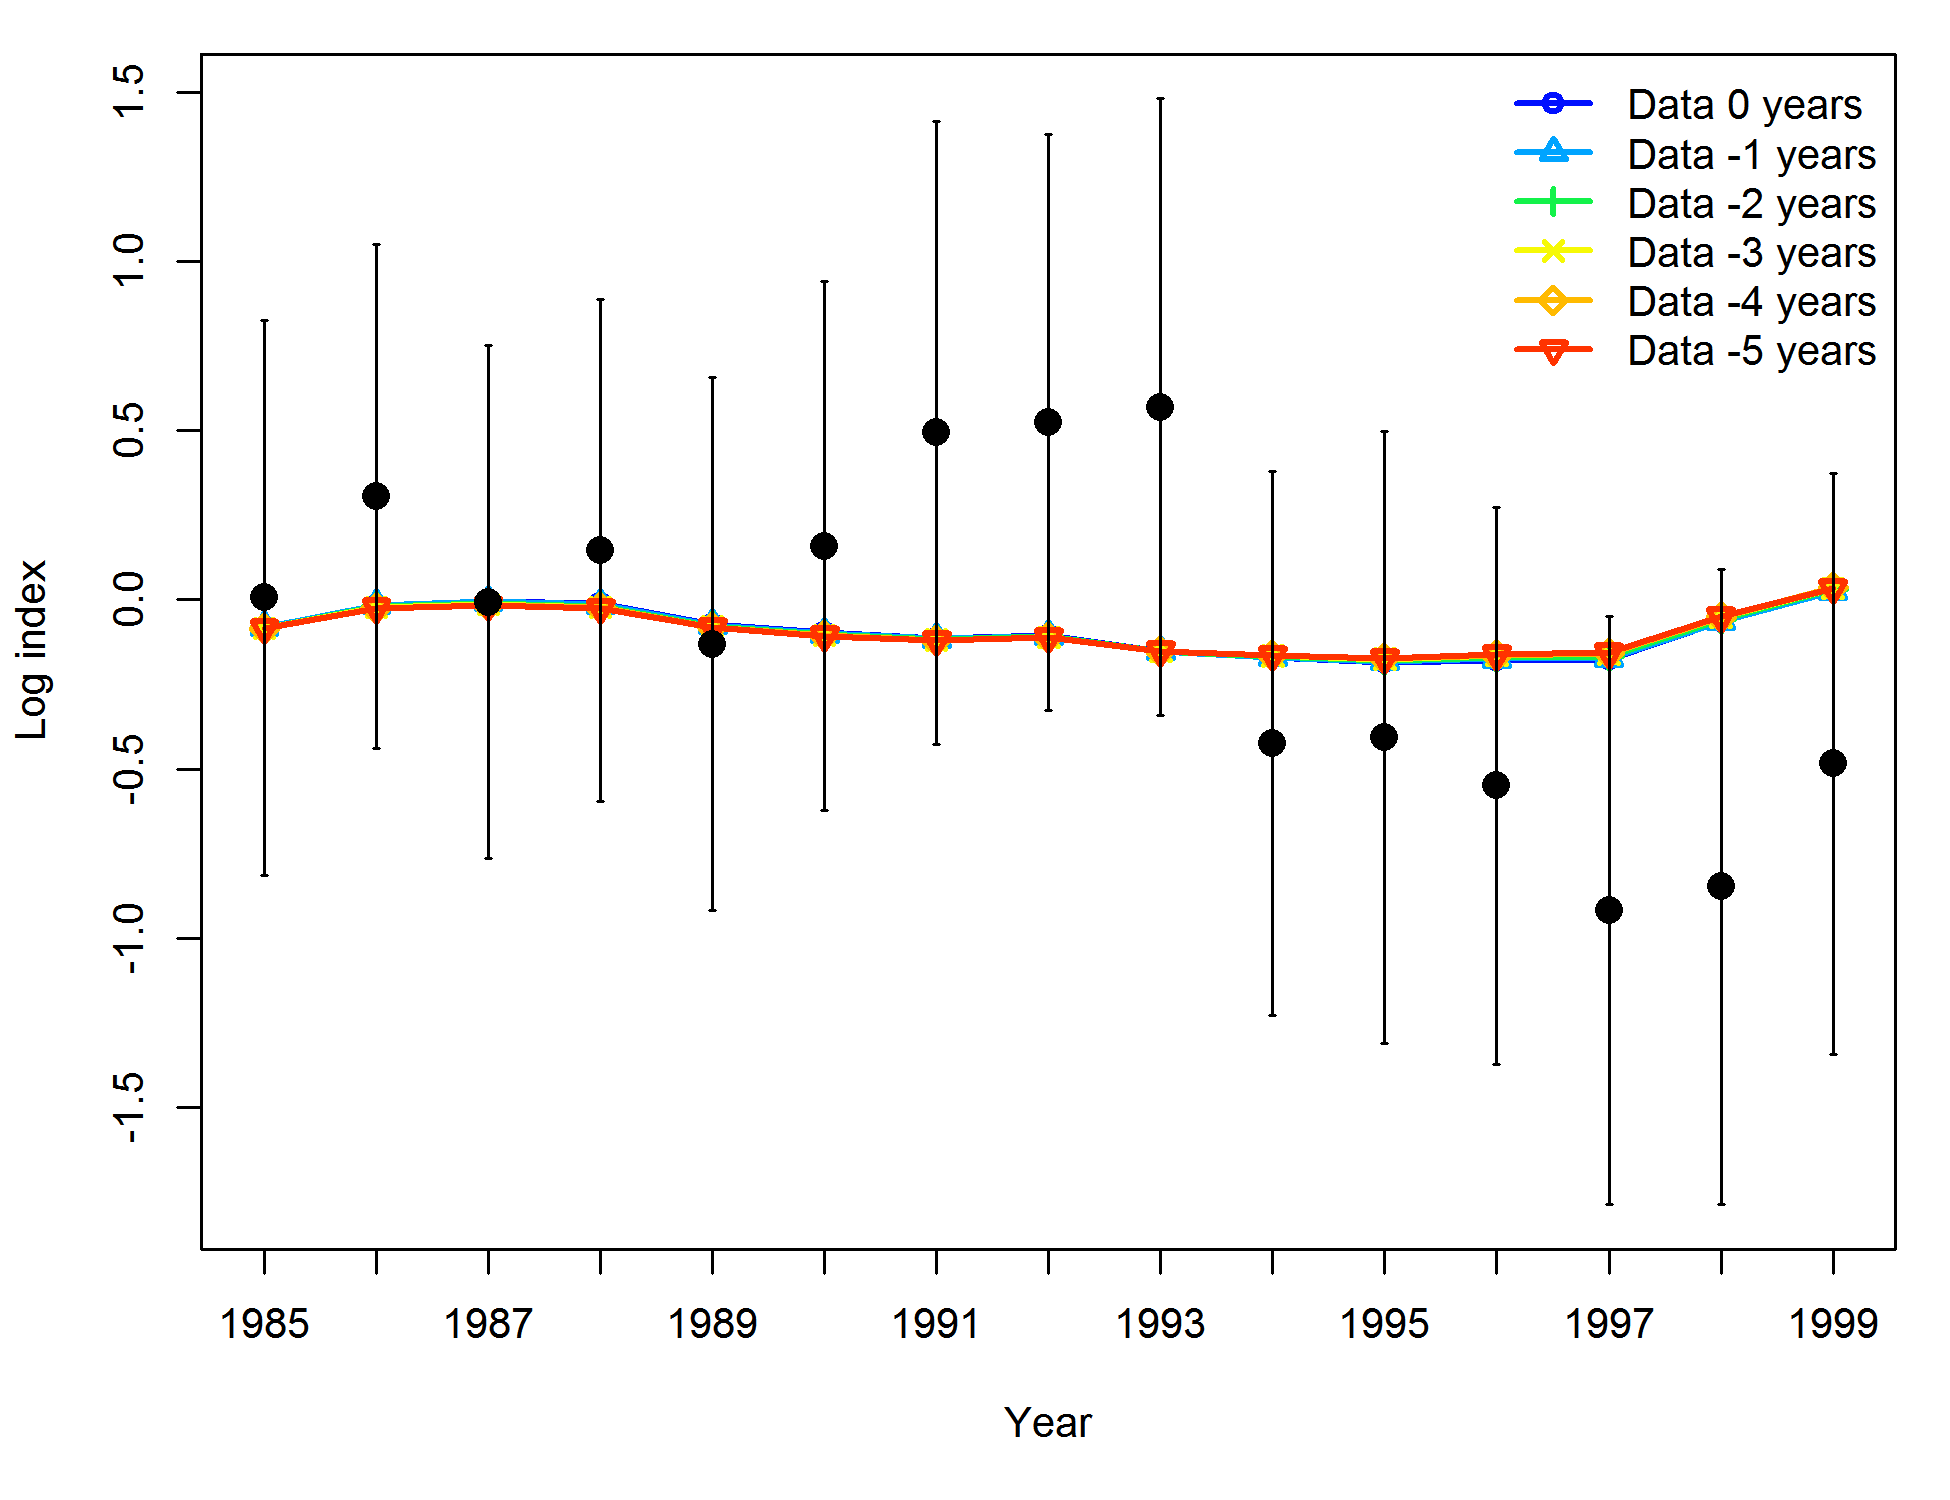 1.5
1.0
0.5
0.0
-0.5
-1.0
-1.5
Log index
Data 0 years
Data -1 years
Data -2 years
Data -3 years
Data -4 years
Data -5 years
1985 1987 1989 1991 1993 1995 1997 1999
Year